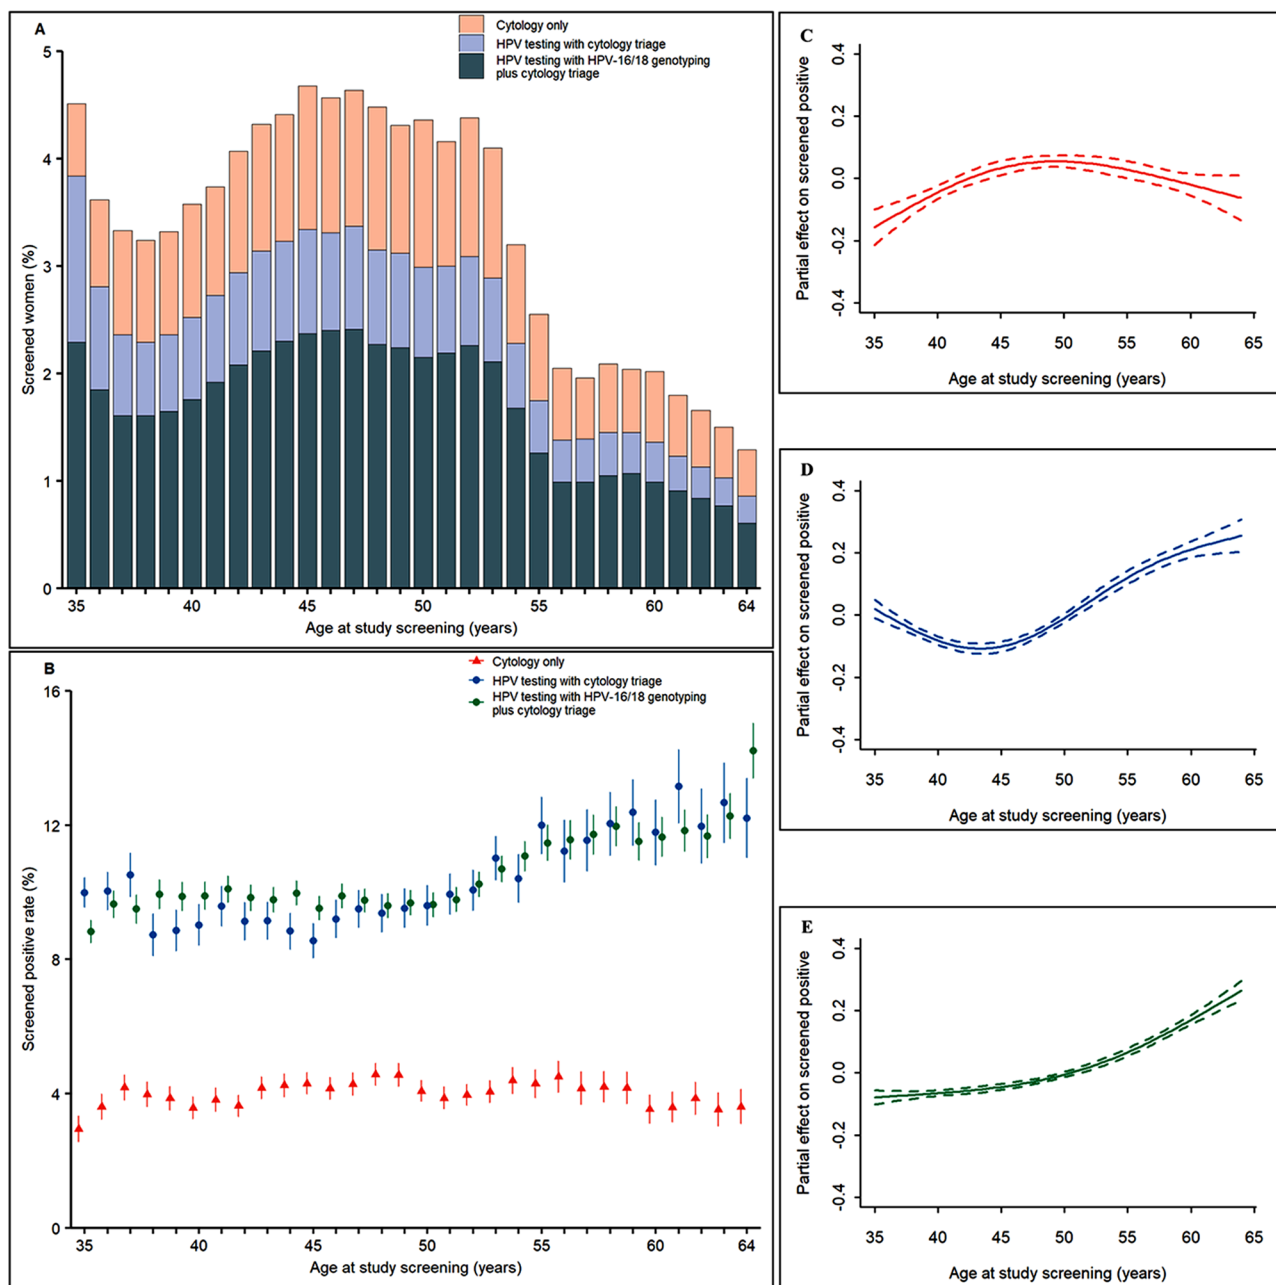 A
Cytology only
HPV testing with cytology triage
HPV testing with HPV-16/18 genotyping
plus cytology triage
Screened women (%)
5
4
3
2
1
0
35 40 45 50 55 60 64
Age at study screening (years)
B
Cytology only
HPV testing with cytology triage
HPV testing with HPV-16/18 genotyping
plus cytology triage
Screened positive rate (%)
16
12
8
4
0
35 40 45 50 55 60 64
Age at study screening (years)
C
Partial effect on screened positive
0.4
0.2
0.0
-0.2
-0.4
35 40 45 50 55 60 65
Age at study screening (years)
D
Partial effect on screened positive
0.4
0.2
0.0
-0.2
-0.4
35 40 45 50 55 60 65
Age at study screening (years)
E
Partial effect on screened positive
0.4
0.2
0.0
-0.2
-0.4
35 40 45 50 55 60 65
Age at study screening (years)